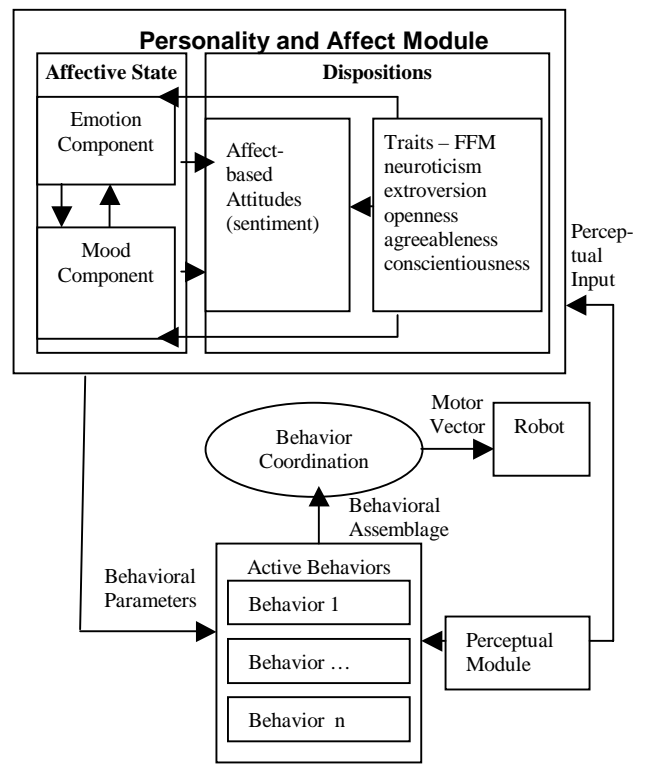 Personality and Affect Module
Affective State
Dispositions
Emotion
Component
Affect-
based
Attitudes
(sentiment)
Traits – FFM
neuroticism
extroversion
openness
agreeableness
conscientiousness
Mood
Component
Percep-
tual
Input
Behavior
Coordination
Motor
Vector
Robot
Behavioral
Assemblage
Behavioral
Parameters
Active Behaviors
Behavior 1
Behavior …
Behavior n
Perceptual
Module